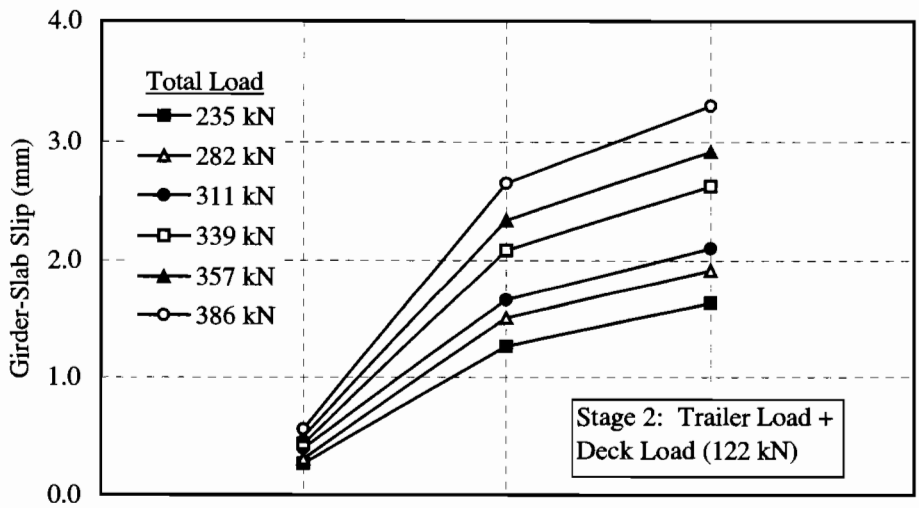 4.0
Total Load
235 kN
282 kN
3.0
311 kN
339 kN
357 kN
2.0
386 kN
Girder-Slab Slip (mm)
1.0
Stage 2: Trailer Load +
Deck Load (122 kN)
0.0